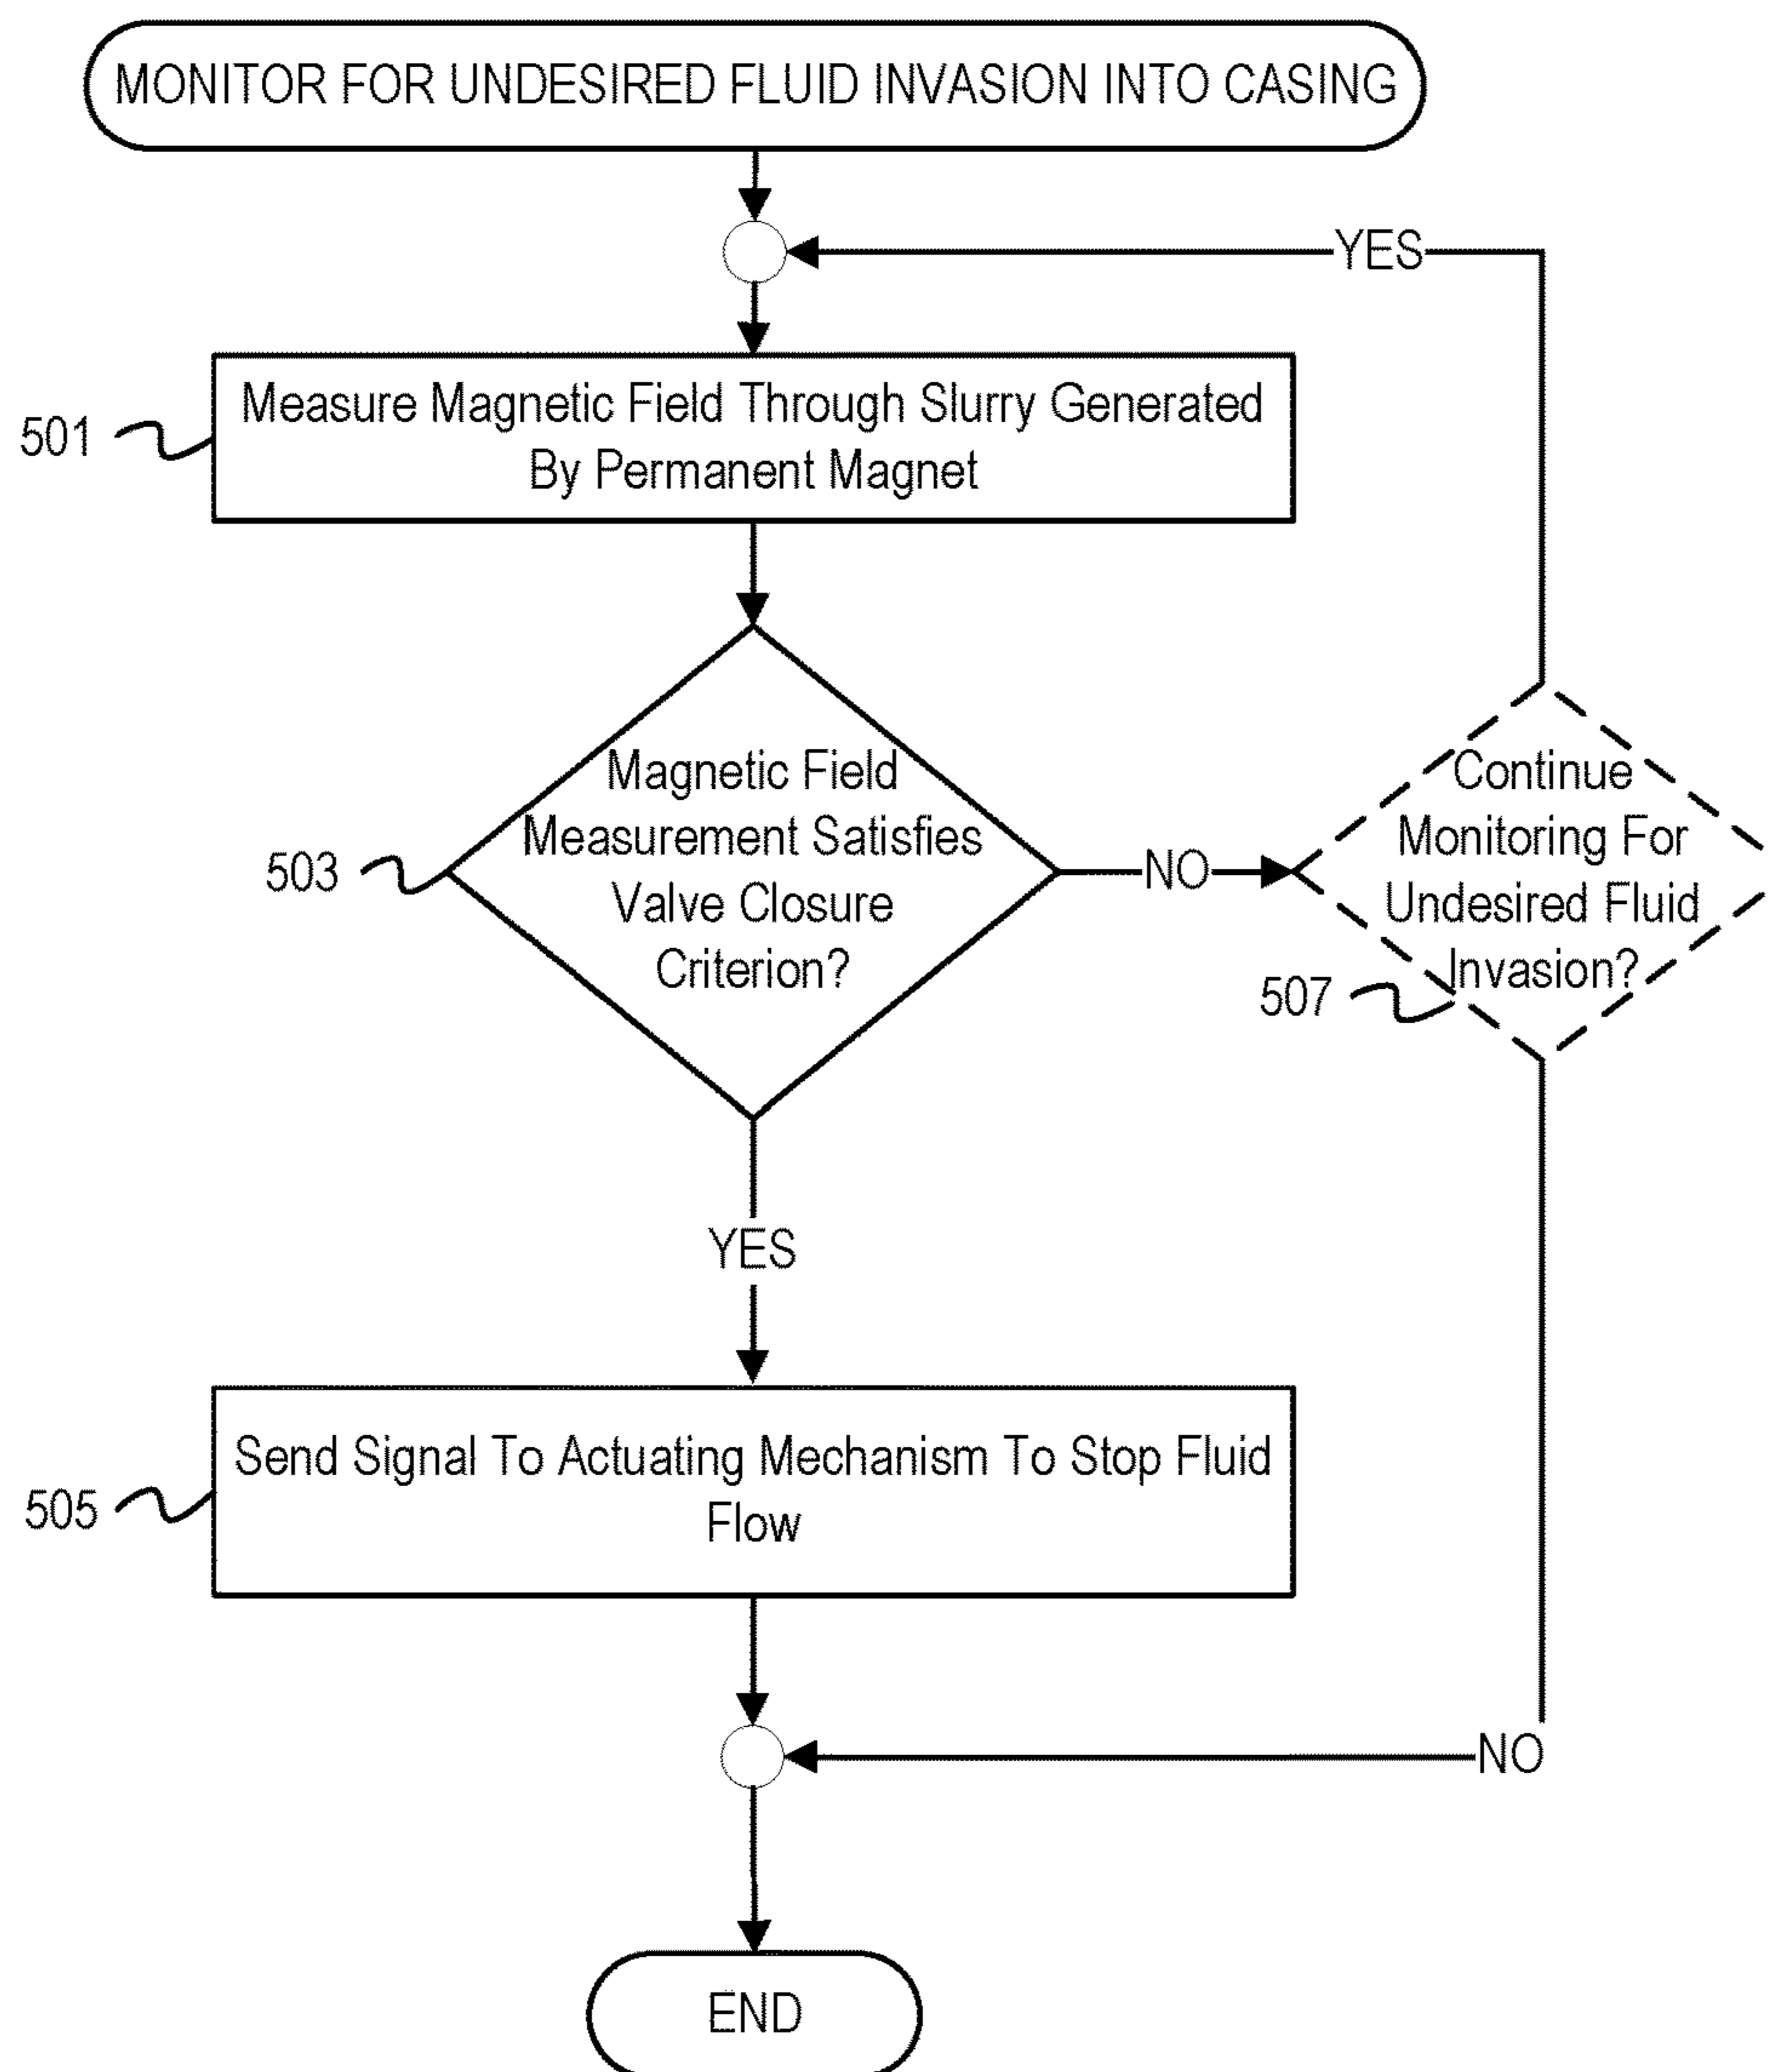 MONITOR FOR UNDESIRED FLUID INVASION INTO CASING
YES
501
Measure Magnetic Field Through Slurry Generated
By Permanent Magnet
503
Magnetic Field
Measurement Satisfies
Valve Closure
Criterion?
NO
Continue
Monitoring For
Undesired Fluid
Invasion?
507
YES
505
Send Signal To Actuating Mechanism To Stop Fluid
Flow
NO
END